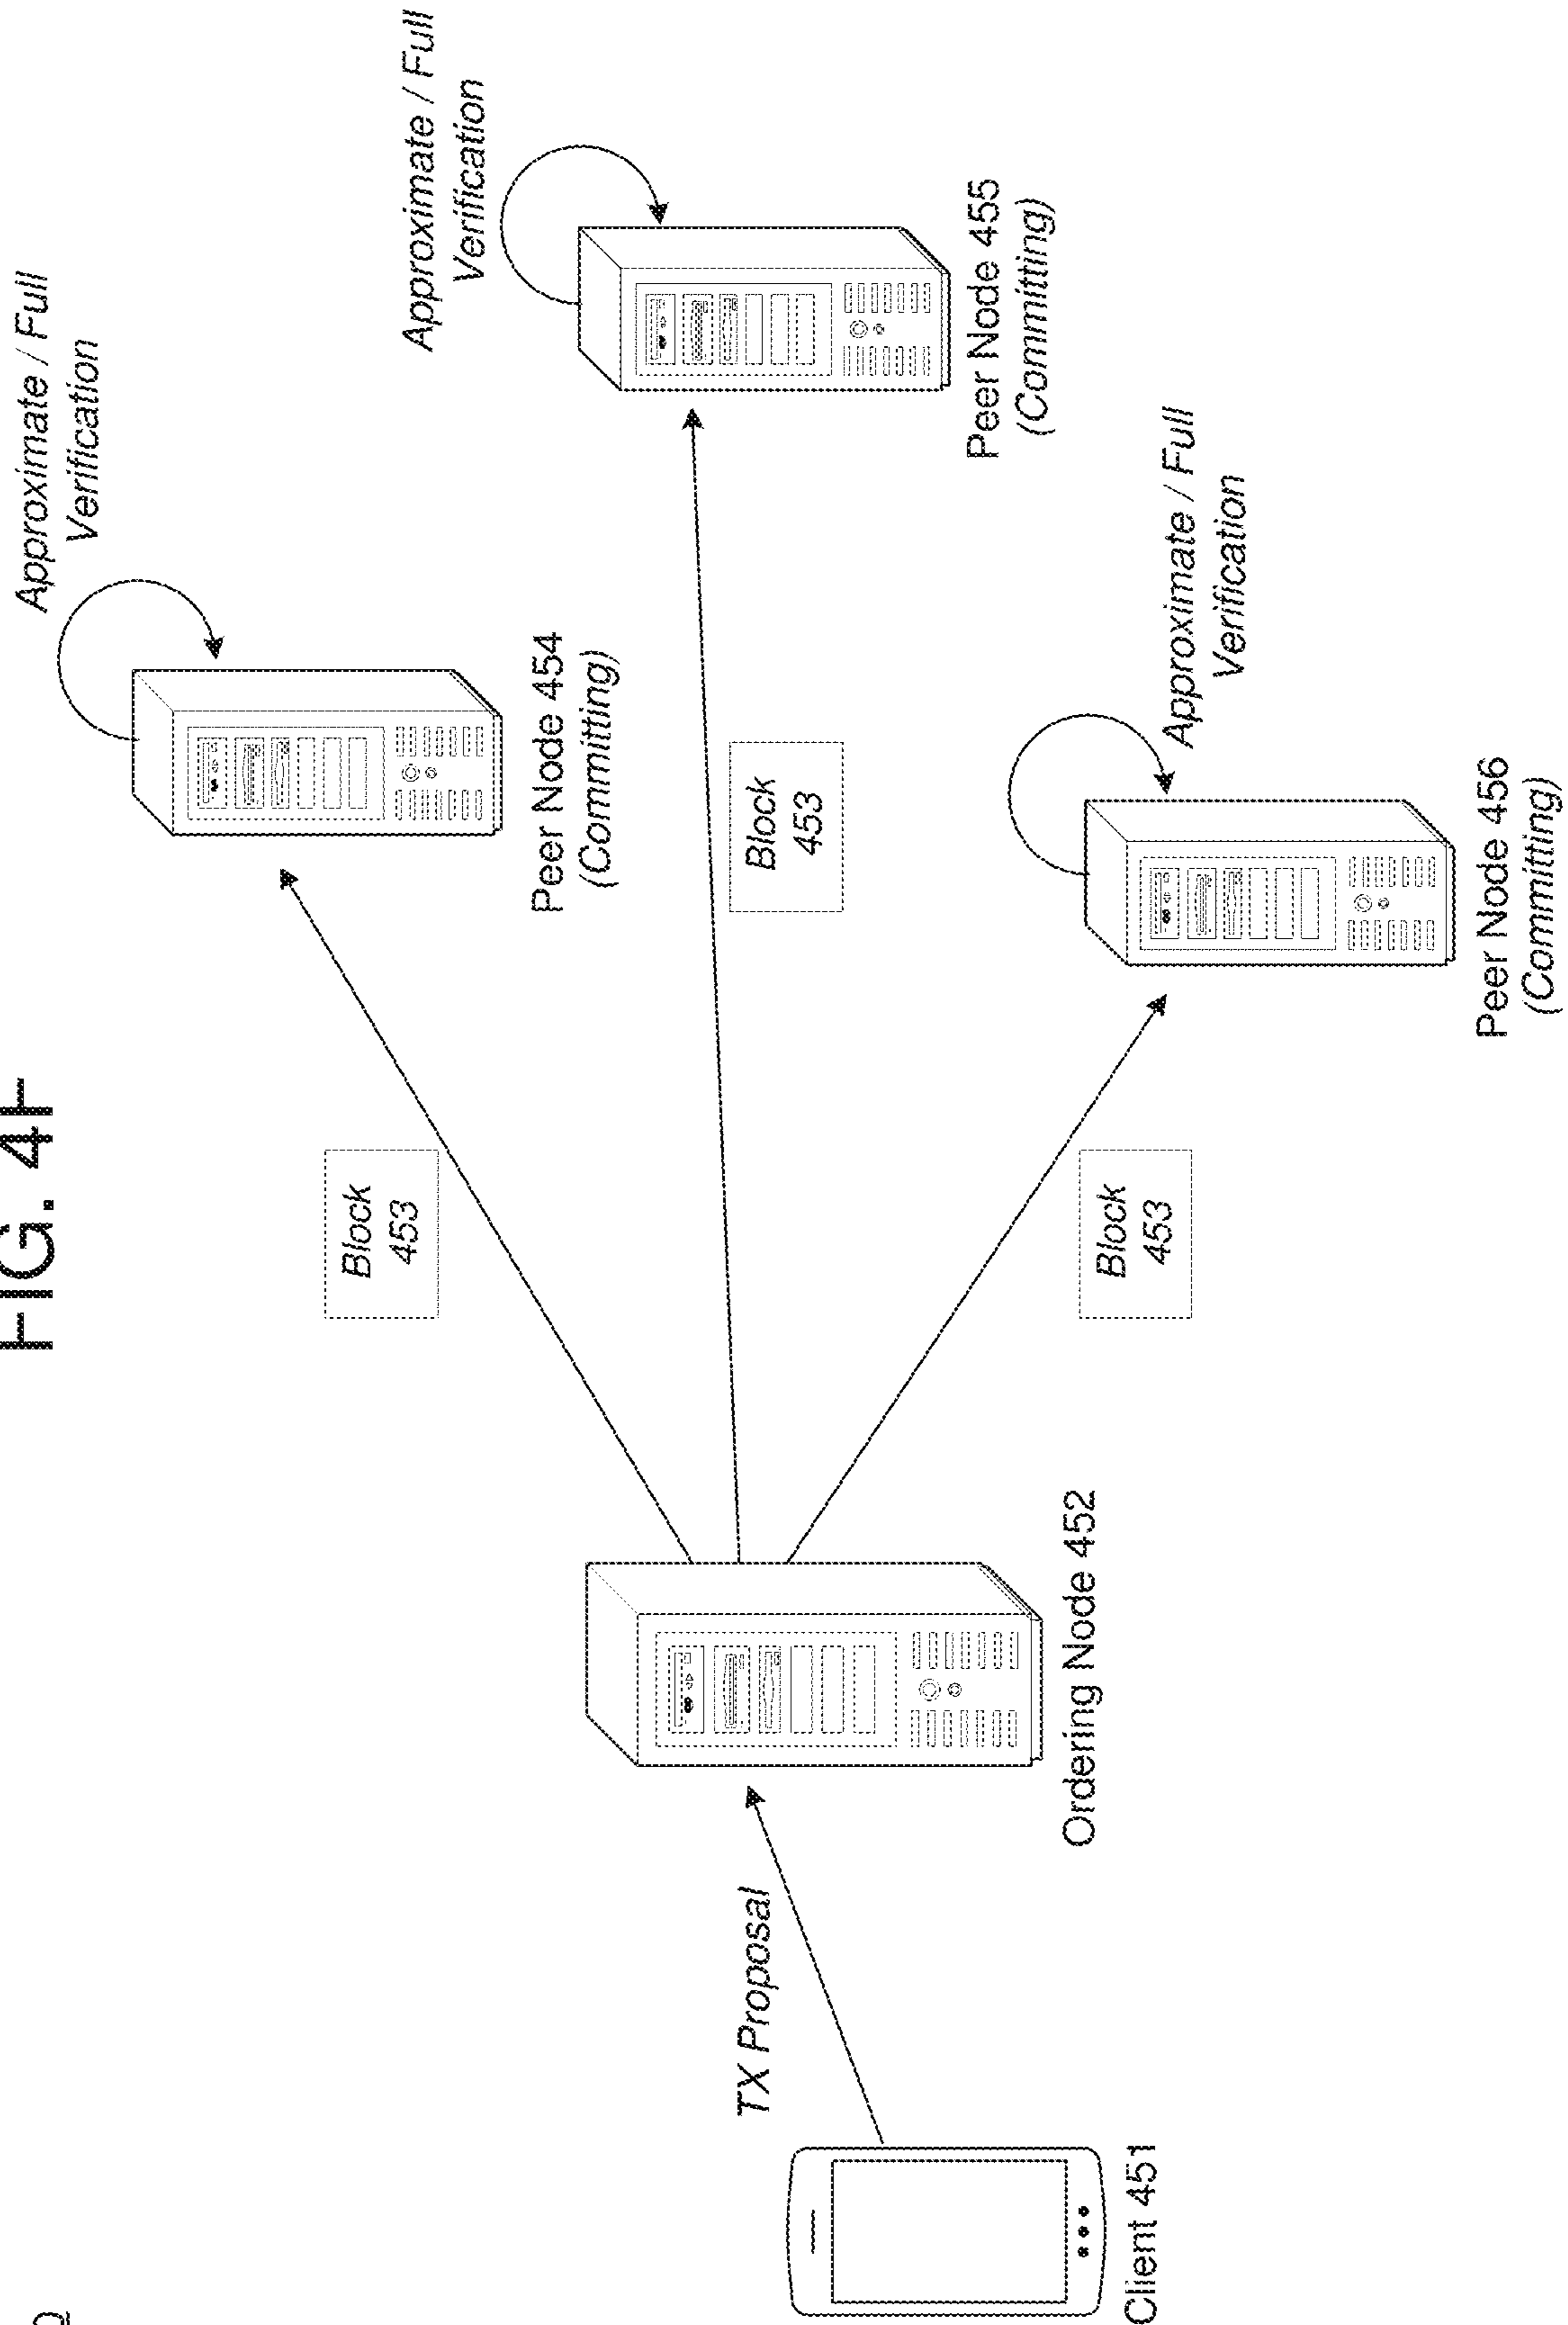 FIG. 4F
Approximate / Full
Verification
Block
453
Peer Node 454
(Committing)
Approximate / Full
Verification
TX Proposal
Block
453
Client 451
Ordering Node 452
Peer Node 455
(Committing)
Block
453
Approximate / Full
Verification
Peer Node 456
(Committing)